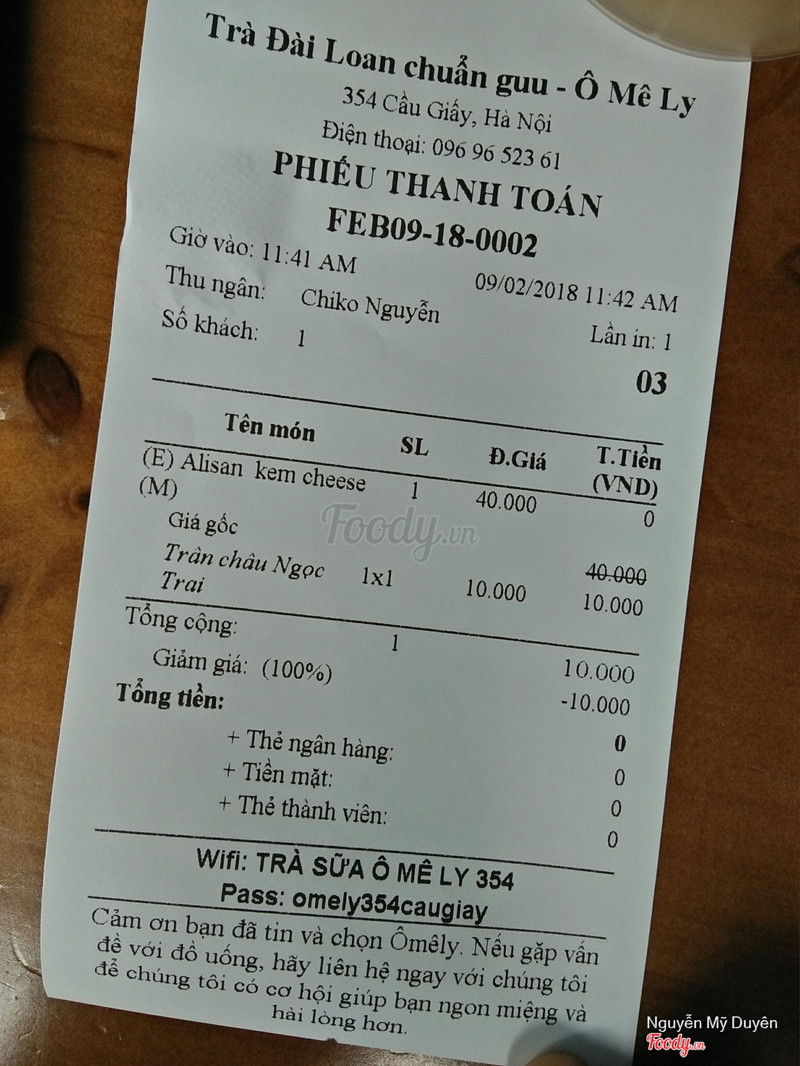 Trà Đài Loan chuẩn guu - Ô Mê Ly
354 Cầu Giấy, Hà Nội
Điện thoại: 096 96 523 61
PHIẾU THANH TOÁN
FEB09-18-0002
Giờ vào: 11:41 AM 09/02/2018 11:42 AM
Thu ngân: Chiko Nguyễn Lần in: 1
Số khách: 1 03
Tên món SL Đ.Giá T.Tiền (VND)
(E) Alisan kem cheese 1 40.000 0
(M)
Giá gốc 40.000
Trân châu Ngọc 1x1 10.000 10.000
Trai
Tổng cộng: 1 10.000
Giảm giá: (100%) -10.000
Tổng tiền: 0
+ Thẻ ngân hàng: 0
+ Tiền mặt: 0
+ Thẻ thành viên: 0
Wifi: TRÀ SỮA Ô MÊ LY 354
Pass: omely354caugiay
Cảm ơn bạn đã tin và chọn Ômêly. Nếu gặp vấn
đề với đồ uống, hãy liên hệ ngay với chúng tôi
để chúng tôi có cơ hội giúp bạn ngon miệng và
hài lòng hơn.
Foody.vn
Nguyễn Mỹ Duyên
Foody.vn